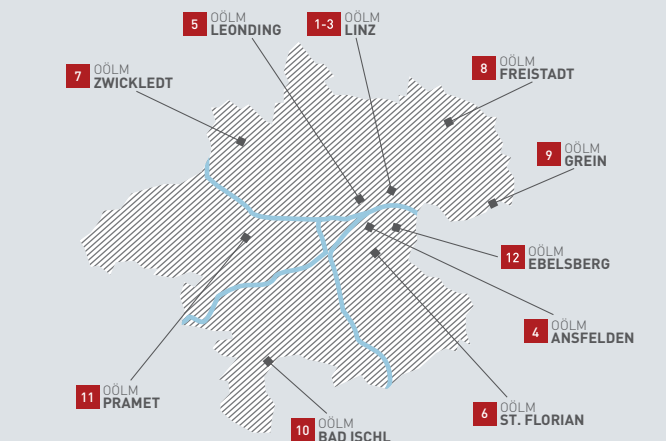 5 OÖLM
LEONDING
1-3 OÖLM
LINZ
7 OÖLM
ZWICKLEDT
8 OÖLM
FREISTADT
9 OÖLM
GREIN
12 OÖLM
EBELSBERG
4 OÖLM
ANSFELDEN
11 OÖLM
PRAMET
6 OÖLM
ST. FLORIAN
10 OÖLM
BAD ISCHL